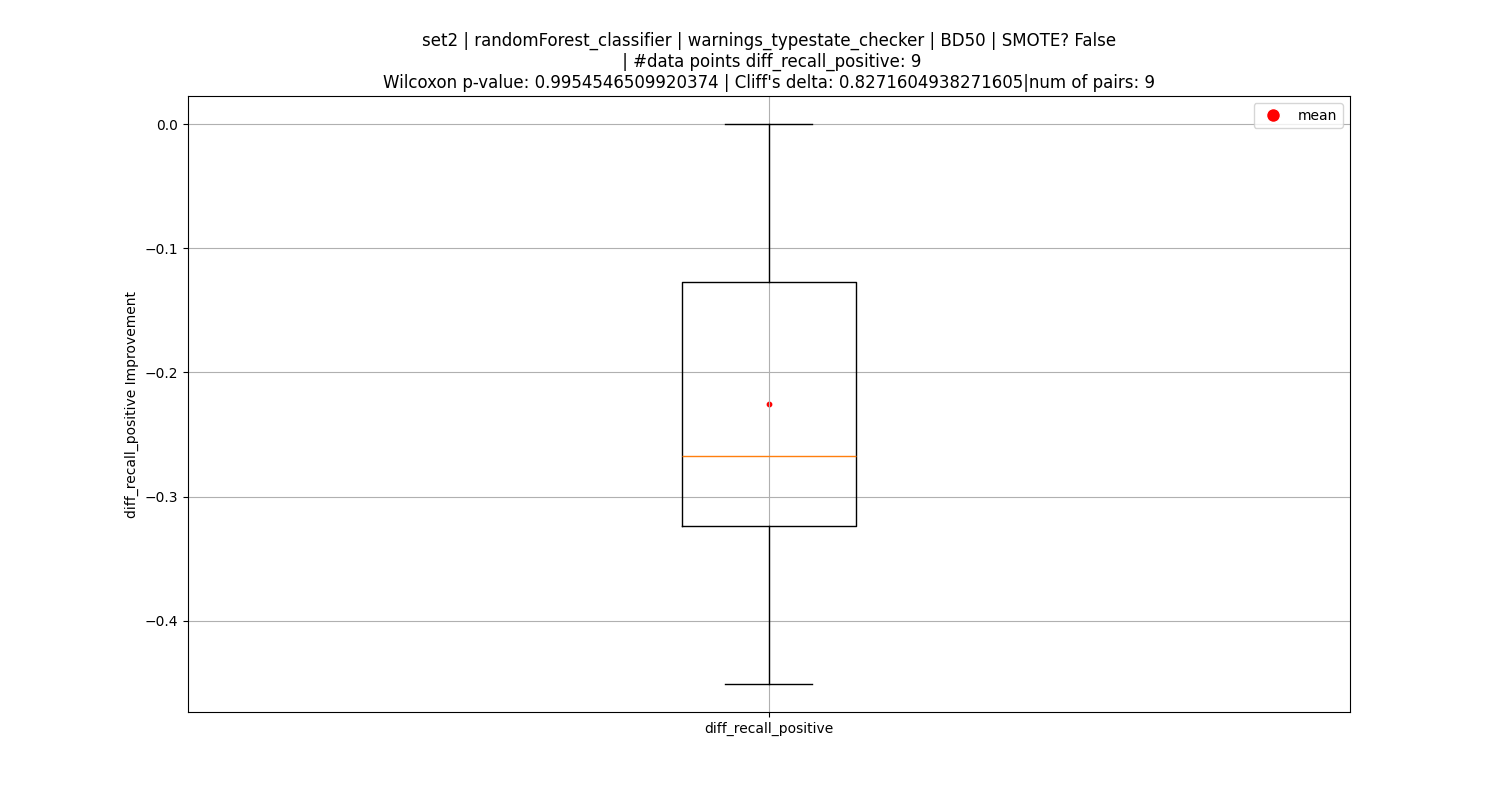 set2 | randomForest_classifier | warnings_typestate_checker | BD50 | SMOTE? False
| #data points diff_recall_positive: 9
Wilcoxon p-value: 0.9954546509920374 | Cliff's delta: 0.8271604938271605|num of pairs: 9
mean
0.0
−0.1
−0.2
−0.3
−0.4
diff_recall_positive Improvement
diff_recall_positive